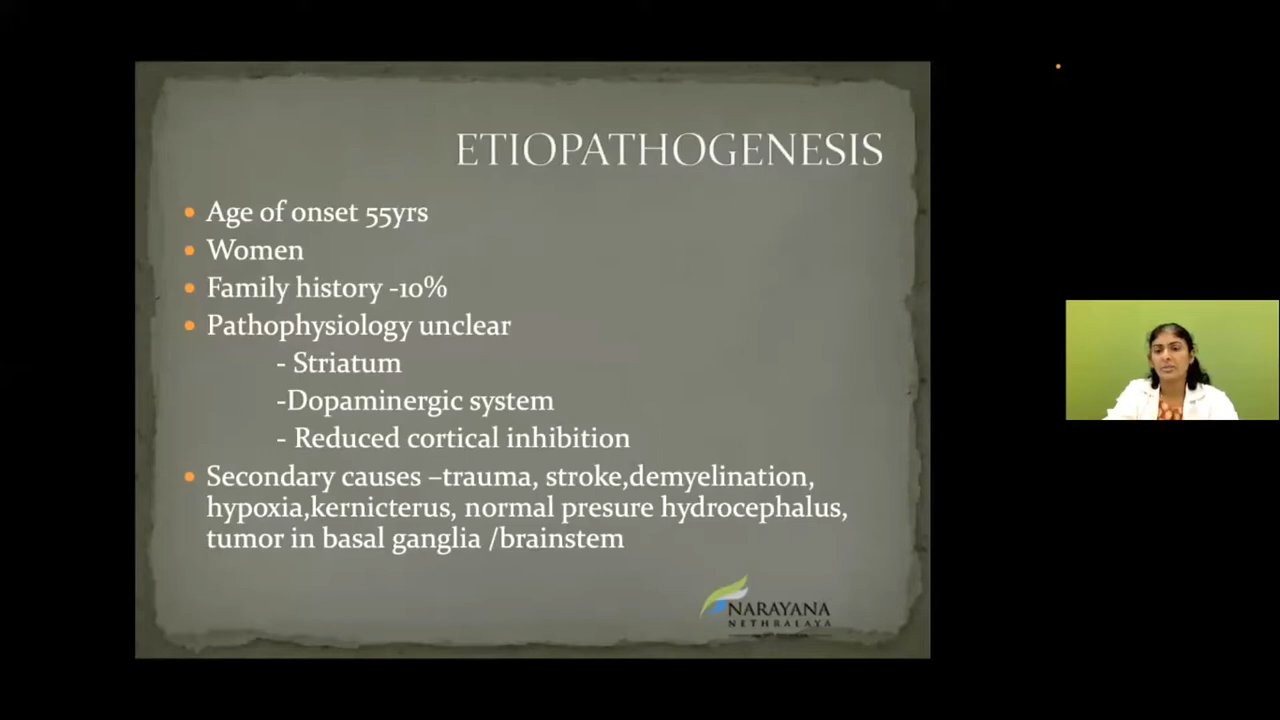 ETIOPATHOGENESIS
• Age of onset 55yrs
• Women
• Family history -10%
• Pathophysiology unclear
- Striatum
-Dopaminergic system
- Reduced cortical inhibition
• Secondary causes –trauma, stroke,demyelination,
hypoxia,kernicterus, normal presure hydrocephalus,
tumor in basal ganglia /brainstem
NARAYANA
NETHRALAYA